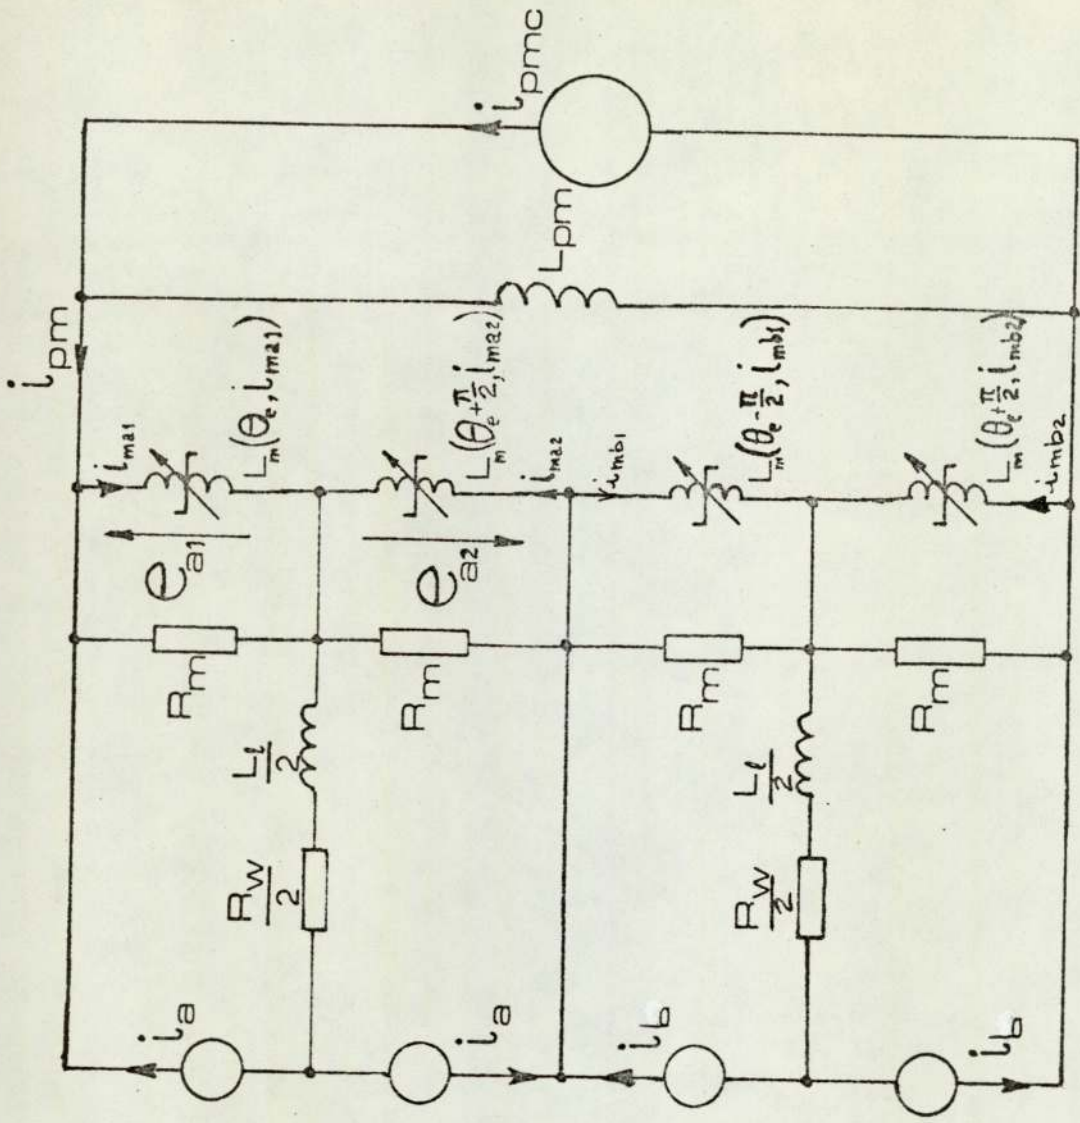 i_pm
i_pmc
i_ma1
L_m(θ_e, i_ma1)
e_a1
R_m
L_pm
L_ℓ/2
R_w/2
i_a
L_m(θ_e+π/2, i_ma2)
e_a2
R_m
i_ma2
i_a
i_mb1
L_m(θ_e-π/2, i_mb1)
R_m
i_b
L_ℓ/2
R_w/2
L_m(θ_e+π/2, i_mb2)
i_mb2
R_m
i_b